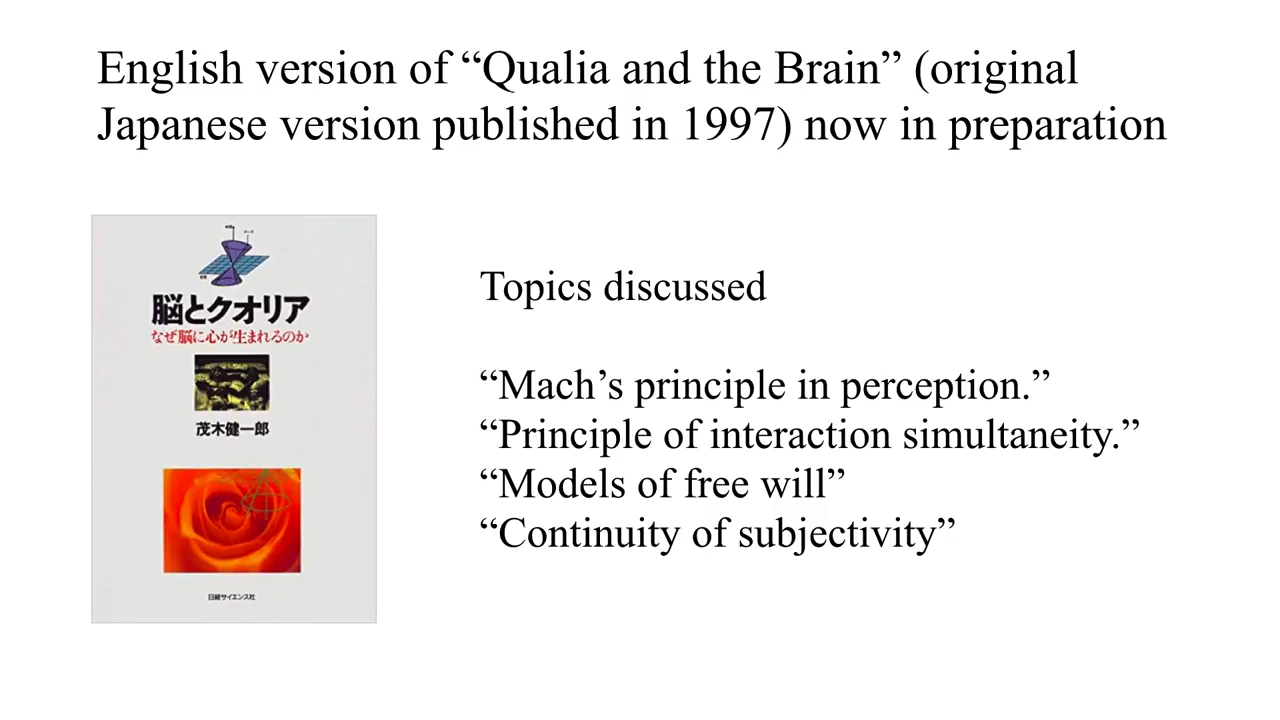 English version of “Qualia and the Brain” (original
Japanese version published in 1997) now in preparation
脳とクオリア
なぜ脳に心が生まれるのか
茂木健一郎
日経サイエンス社
Topics discussed
“Mach’s principle in perception.”
“Principle of interaction simultaneity.”
“Models of free will”
“Continuity of subjectivity”